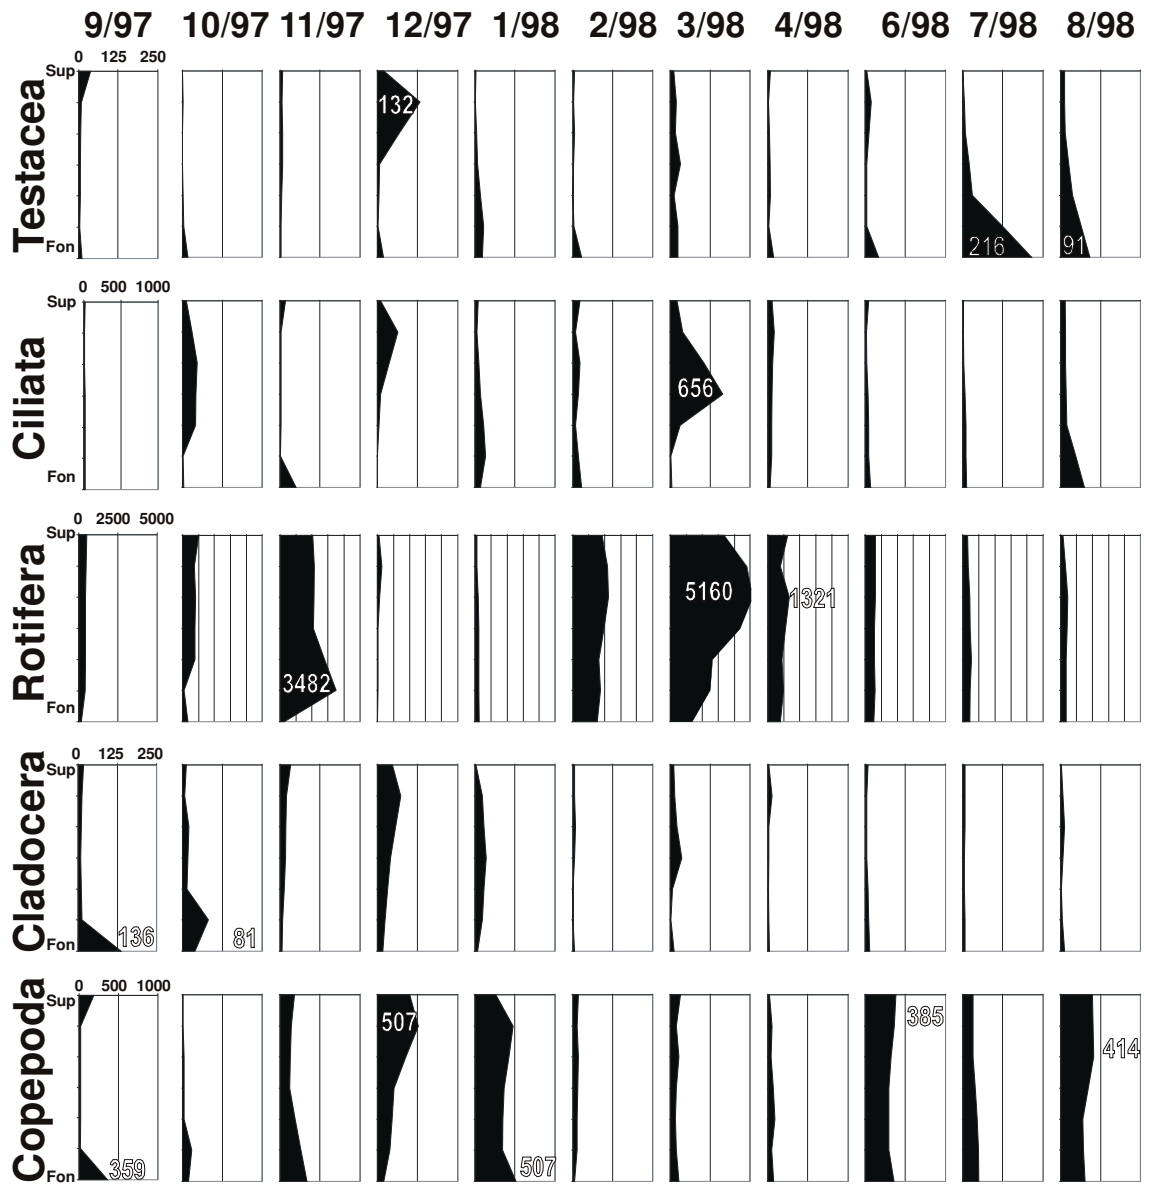 9/97 10/97 11/97 12/97 1/98 2/98 3/98 4/98 6/98 7/98 8/98
0 125 250
Testacea
Sup
132
Fon
216
91
0 500 1000
Ciliata
Sup
656
Fon
0 2500 5000
Rotifera
Sup
5160
1321
3482
Fon
0 125 250
Cladocera
Sup
136
81
Fon
0 500 1000
Copepoda
Sup
507
385
414
359
507
Fon